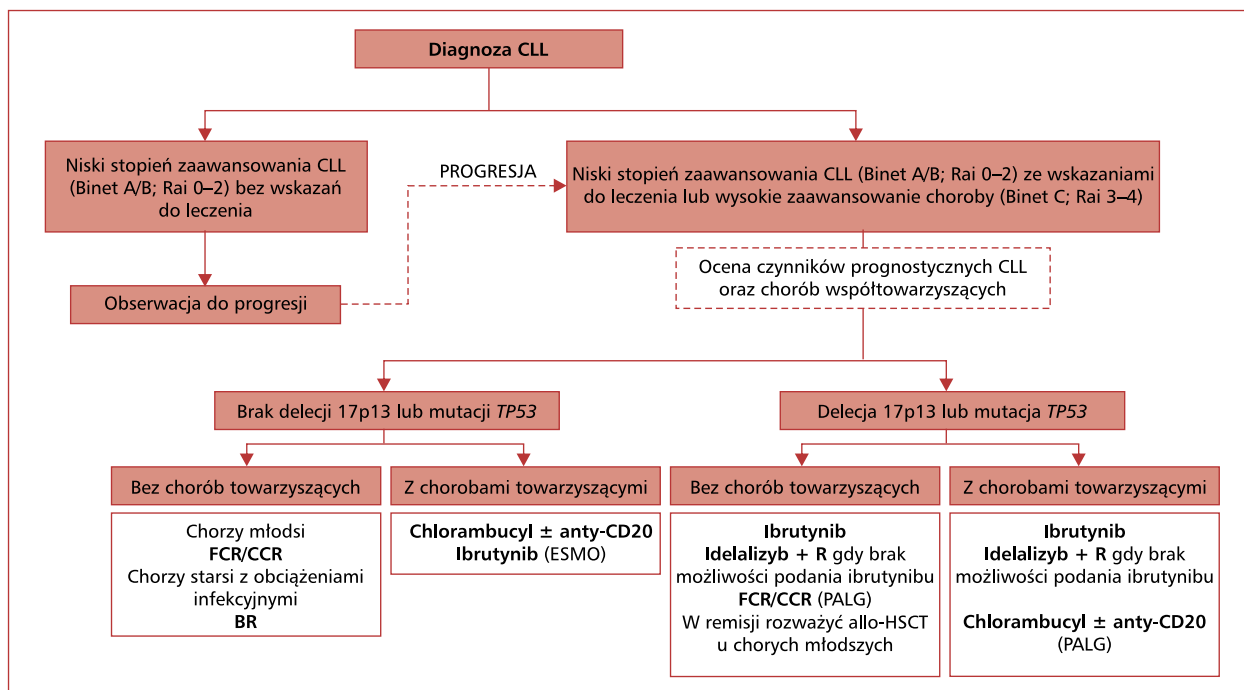 Diagnoza CLL
Niski stopień zaawansowania CLL
(Binet A/B; Rai 0–2) bez wskazań
do leczenia
PROGRESJA
Niski stopień zaawansowania CLL (Binet A/B; Rai 0–2) ze wskazaniami
do leczenia lub wysokie zaawansowanie choroby (Binet C; Rai 3–4)
Obserwacja do progresji
Ocena czynników prognostycznych CLL
oraz chorób współtowarzyszących
Brak delecji 17p13 lub mutacji TP53
Delecja 17p13 lub mutacja TP53
Bez chorób towarzyszących
Chorzy młodsi
FCR/CCR
Chorzy starsi z obciążeniami
infekcyjnymi
BR
Z chorobami towarzyszącymi
Chlorambucyl ± anty-CD20
Ibrutynib (ESMO)
Bez chorób towarzyszących
Ibrutynib
Idelalizyb + R gdy brak
możliwości podania ibrutynibu
FCR/CCR (PALG)
W remisji rozważyć allo-HSCT
u chorych młodszych
Z chorobami towarzyszącymi
Ibrutynib
Idelalizyb + R gdy brak
możliwości podania ibrutynibu
Chlorambucyl ± anty-CD20
(PALG)